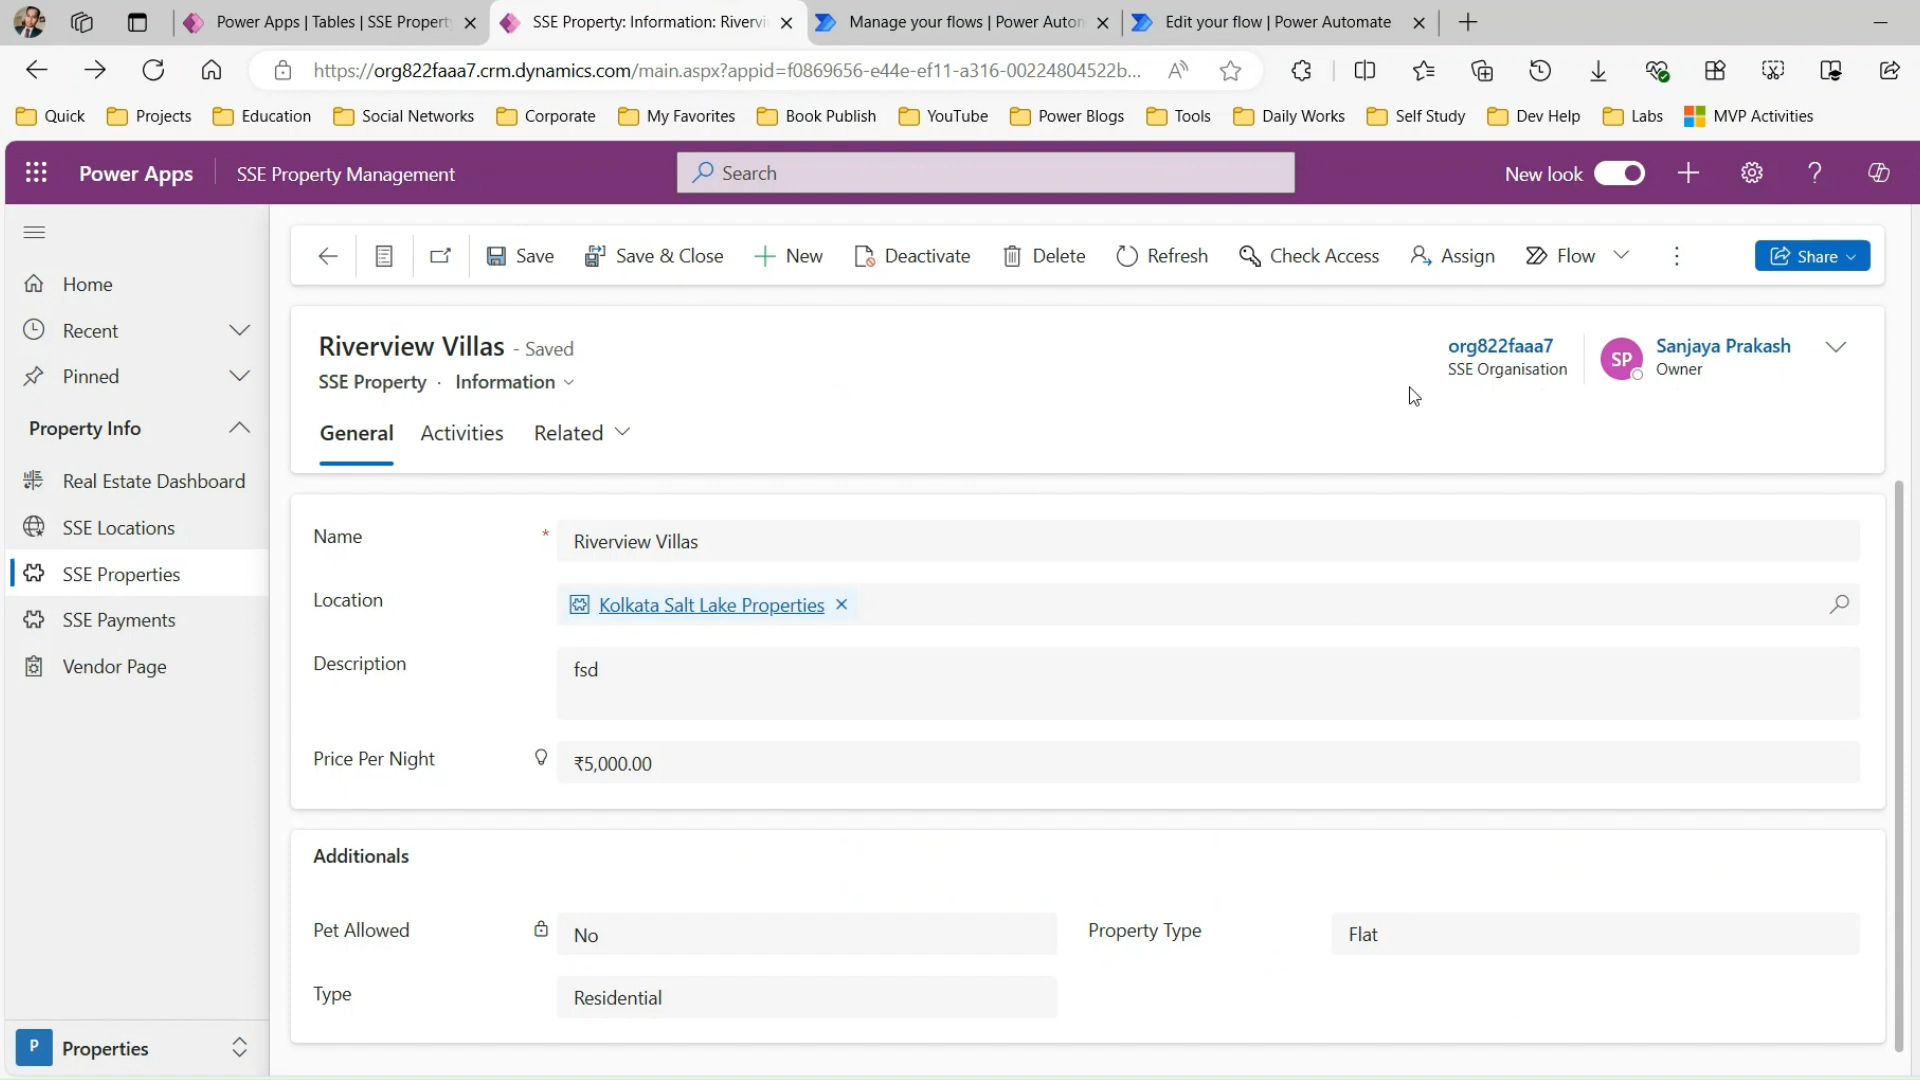 Power Apps | Tables | SSE Property
SSE Property: Information: Rivervi
Manage your flows | Power Autom
Edit your flow | Power Automate
https://org822faaa7.crm.dynamics.com/main.aspx?appid=f0869656-e44e-ef11-a316-00224804522b...
Quick
Projects
Education
Social Networks
Corporate
My Favorites
Book Publish
YouTube
Power Blogs
Tools
Daily Works
Self Study
Dev Help
Labs
MVP Activities
Power Apps
SSE Property Management
Search
New look
Save
Save & Close
New
Deactivate
Delete
Refresh
Check Access
Assign
Flow
Share
Home
Recent
Pinned
Property Info
Real Estate Dashboard
SSE Locations
SSE Properties
SSE Payments
Vendor Page
P
Properties
Riverview Villas - Saved
SSE Property · Information
org822faaa7
SSE Organisation
SP
Sanjaya Prakash
Owner
General
Activities
Related
Name * Riverview Villas
Location Kolkata Salt Lake Properties
Description fsd
Price Per Night ₹5,000.00
Additionals
Pet Allowed No
Property Type Flat
Type Residential